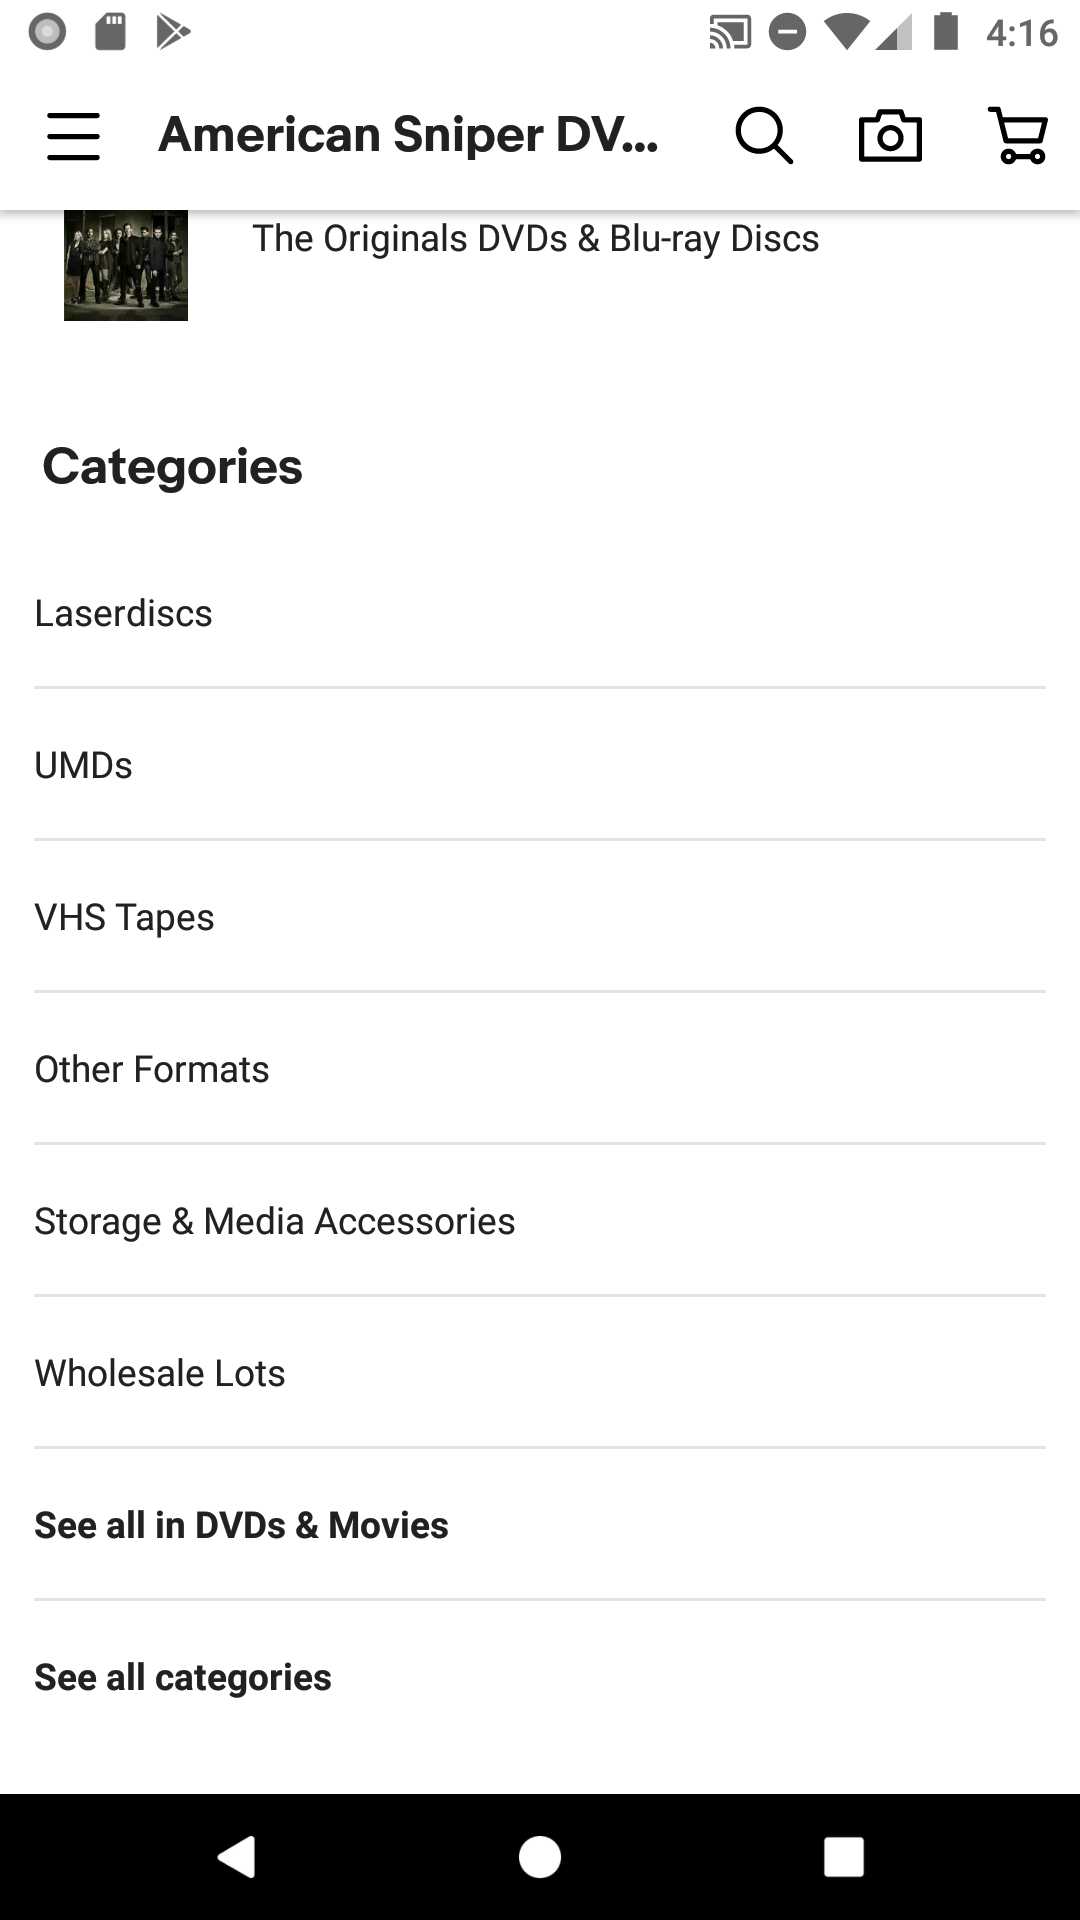 4:16
American Sniper DV...
The Originals DVDs & Blu-ray Discs
Categories
Laserdiscs
UMDs
VHS Tapes
Other Formats
Storage & Media Accessories
Wholesale Lots
See all in DVDs & Movies
See all categories